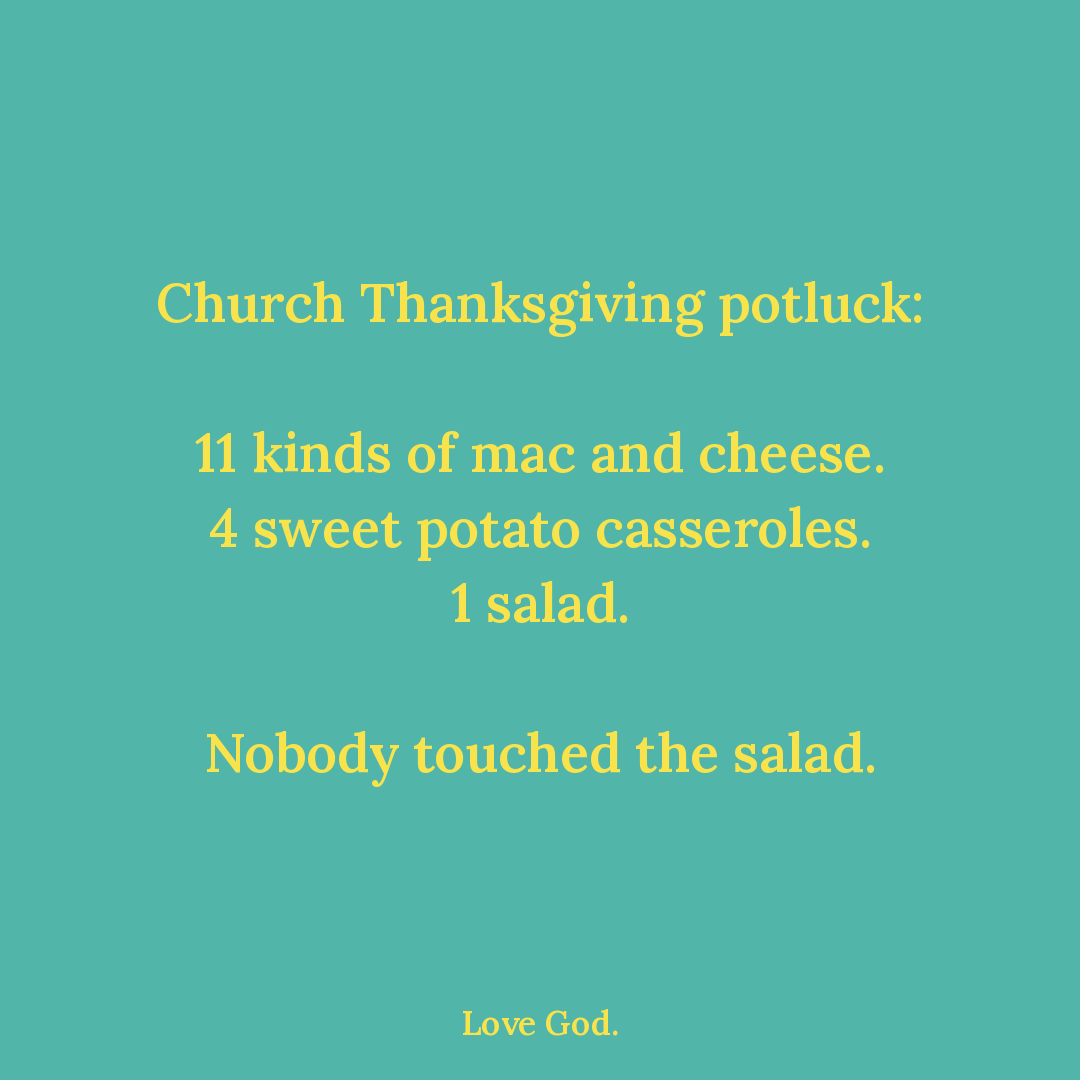 Church Thanksgiving potluck:
11 kinds of mac and cheese.
4 sweet potato casseroles.
1 salad.
Nobody touched the salad.
Love God.